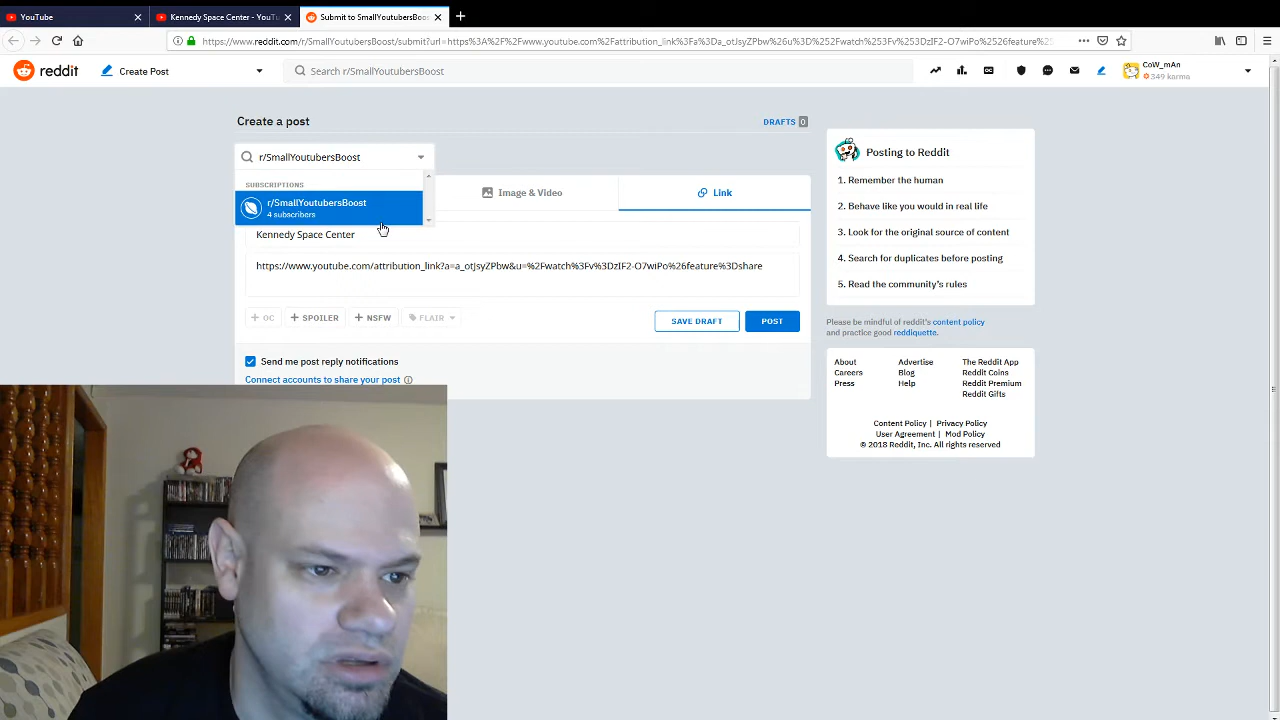 YouTube
Kennedy Space Center - YouTu
Submit to SmallYoutubersBoos
https://www.reddit.com/r/SmallYoutubersBoost/submit?url=https%3A%2F%2Fwww.youtube.com%2Fattribution_link%3Fa%3Da_otJsyZPbw%26u%3D%252Fwatch%253Fv%253DzIF2-O7wiPo%2526feature%
reddit
Create Post
Search r/SmallYoutubersBoost
CoW_mAn
349 karma
Create a post
DRAFTS 0
r/SmallYoutubersBoost
SUBSCRIPTIONS
r/SmallYoutubersBoost
4 subscribers
Image & Video
Link
Kennedy Space Center
https://www.youtube.com/attribution_link?a=a_otJsyZPbw&u=%2Fwatch%3Fv%3DzIF2-O7wiPo%26feature%3Dshare
+ OC
+ SPOILER
+ NSFW
FLAIR
SAVE DRAFT
POST
Send me post reply notifications
Connect accounts to share your post
Posting to Reddit
1. Remember the human
2. Behave like you would in real life
3. Look for the original source of content
4. Search for duplicates before posting
5. Read the community's rules
Please be mindful of reddit's content policy
and practice good reddiquette.
About
Careers
Press
Advertise
Blog
Help
The Reddit App
Reddit Coins
Reddit Premium
Reddit Gifts
Content Policy | Privacy Policy
User Agreement | Mod Policy
© 2018 Reddit, Inc. All rights reserved